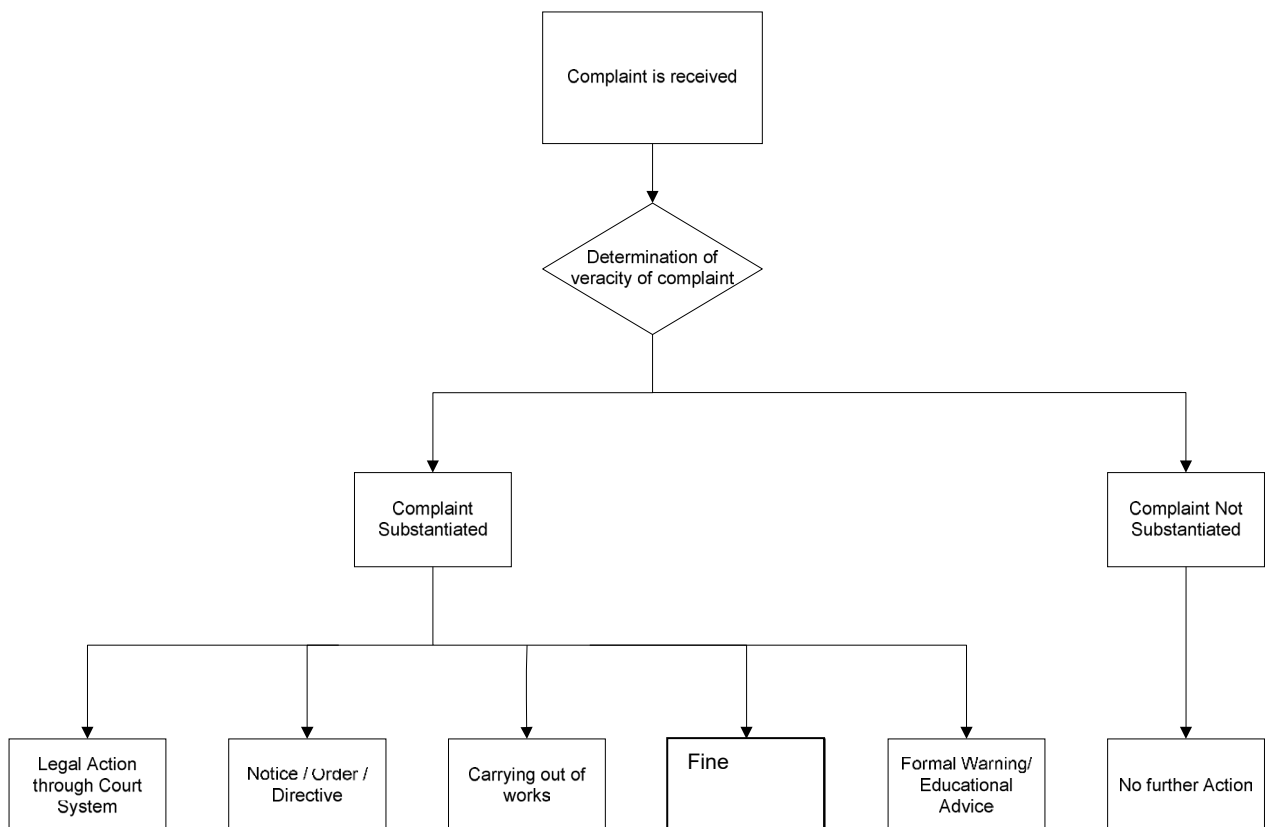 Complaint is received
Determination of
veracity of complaint
Complaint
Substantiated
Complaint Not
Substantiated
Legal Action
through Court
System
Notice / Order /
Directive
Carrying out of
works
Fine
Formal Warning/
Educational
Advice
No further Action